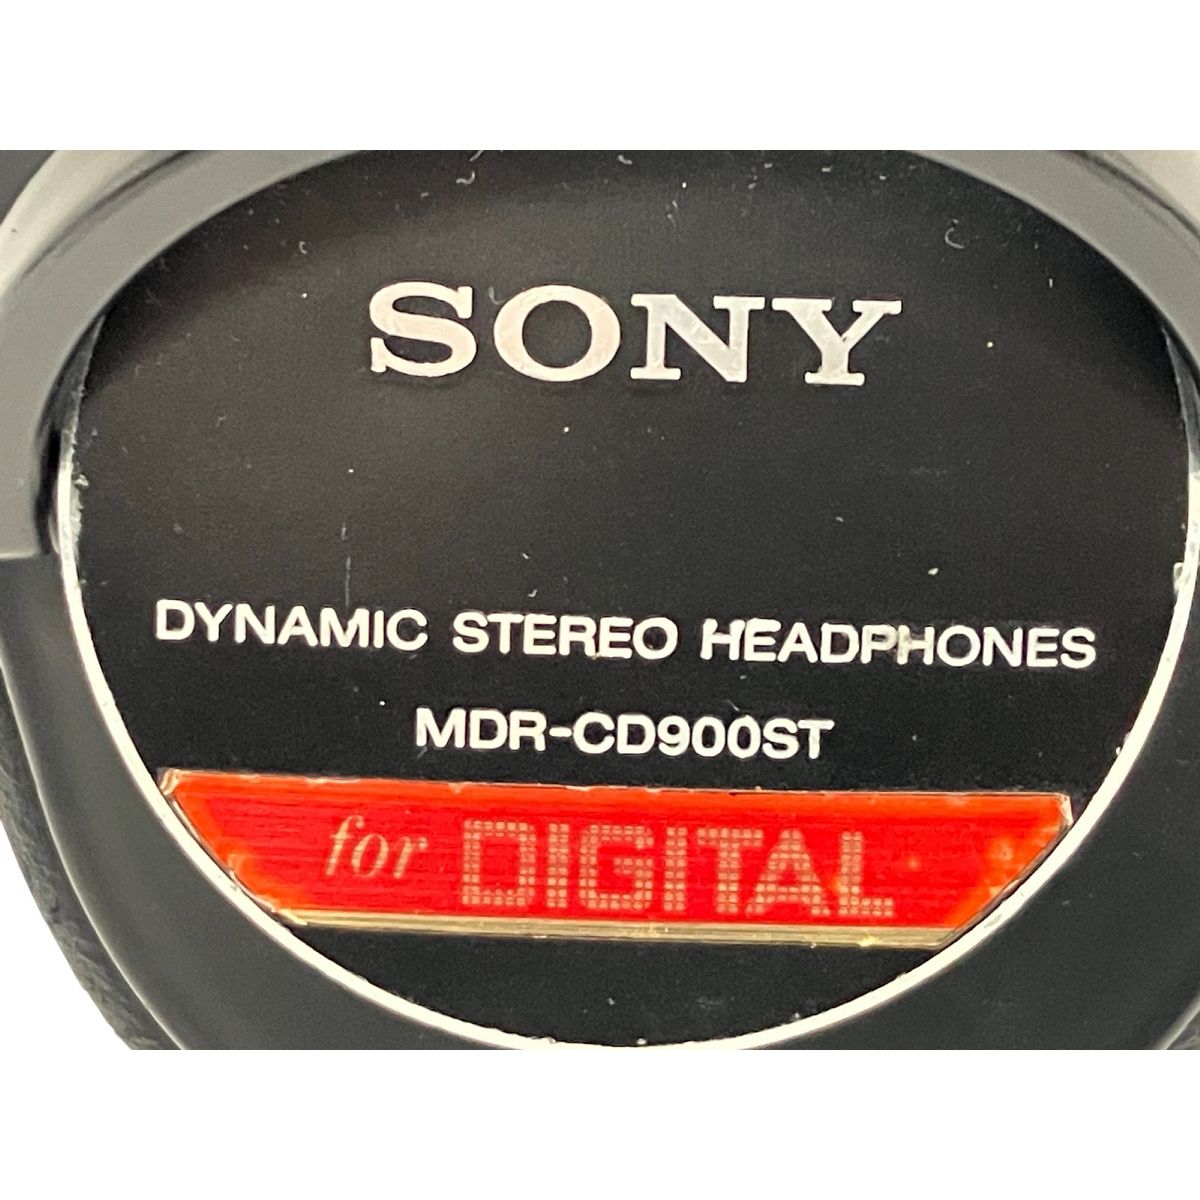 SONY
DYNAMIC STEREO HEADPHONES
MDR-CD900ST
for DIGITAL